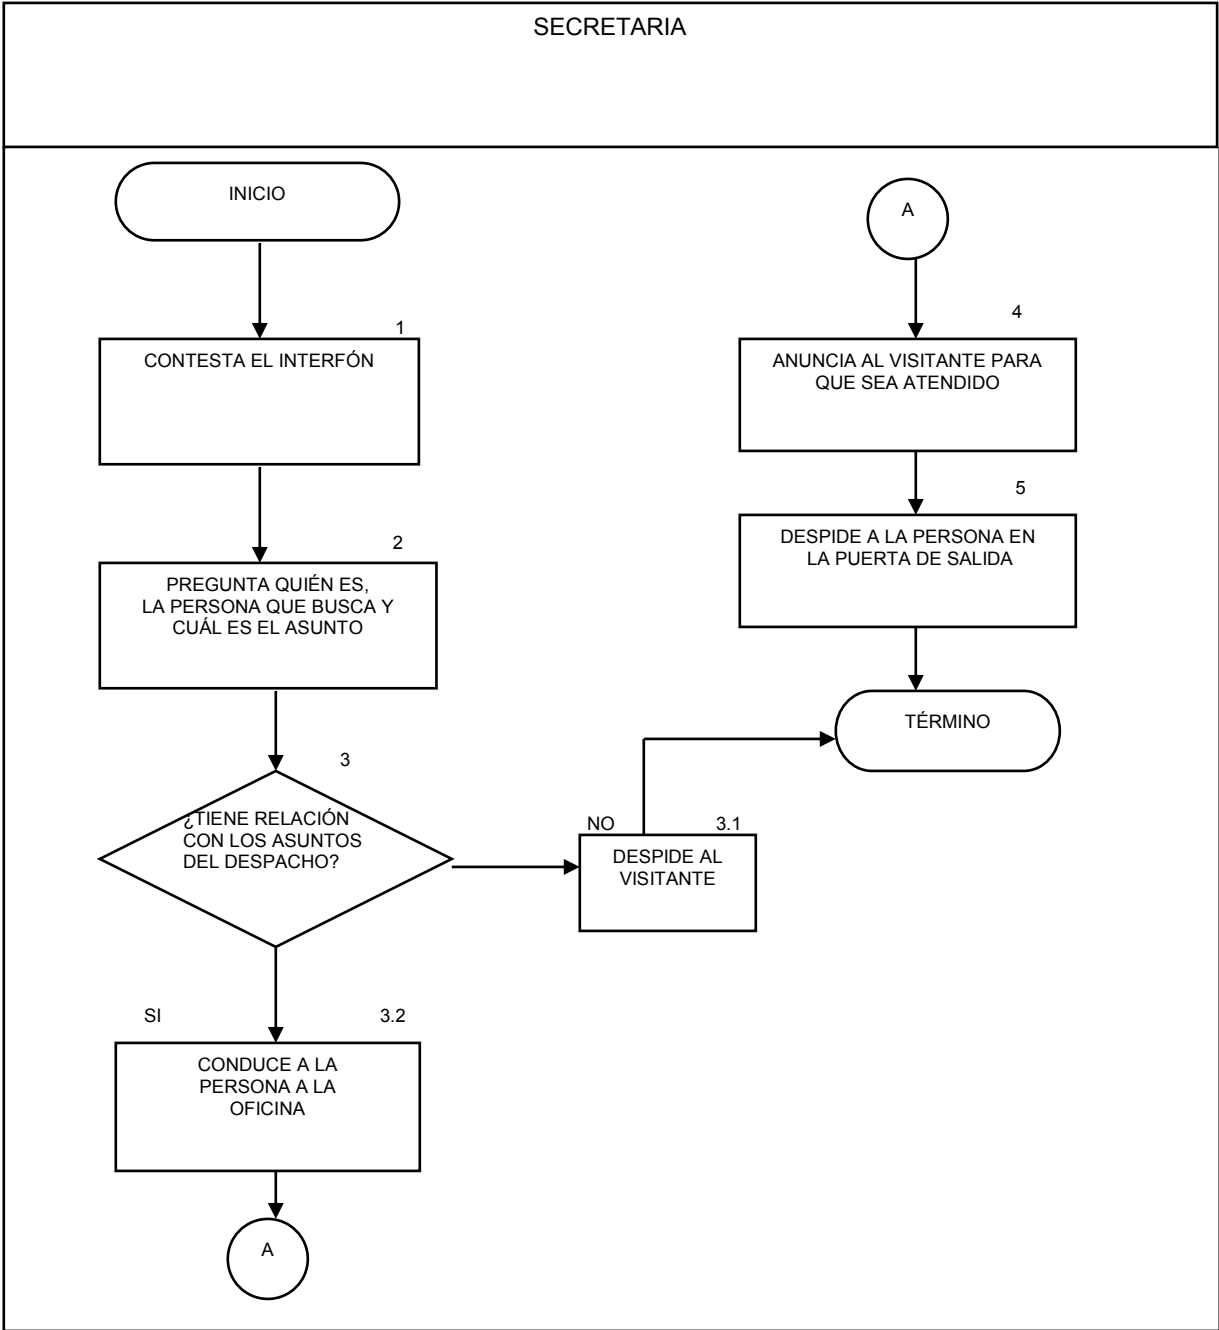 SECRETARIA
INICIO
1
CONTESTA EL INTERFÓN
2
PREGUNTA QUIÉN ES,
LA PERSONA QUE BUSCA Y
CUÁL ES EL ASUNTO
3
¿TIENE RELACIÓN
CON LOS ASUNTOS
DEL DESPACHO?
NO
3.1
DESPIDE AL
VISITANTE
SI
3.2
CONDUCE A LA
PERSONA A LA
OFICINA
A
A
4
ANUNCIA AL VISITANTE PARA
QUE SEA ATENDIDO
5
DESPIDE A LA PERSONA EN
LA PUERTA DE SALIDA
TÉRMINO